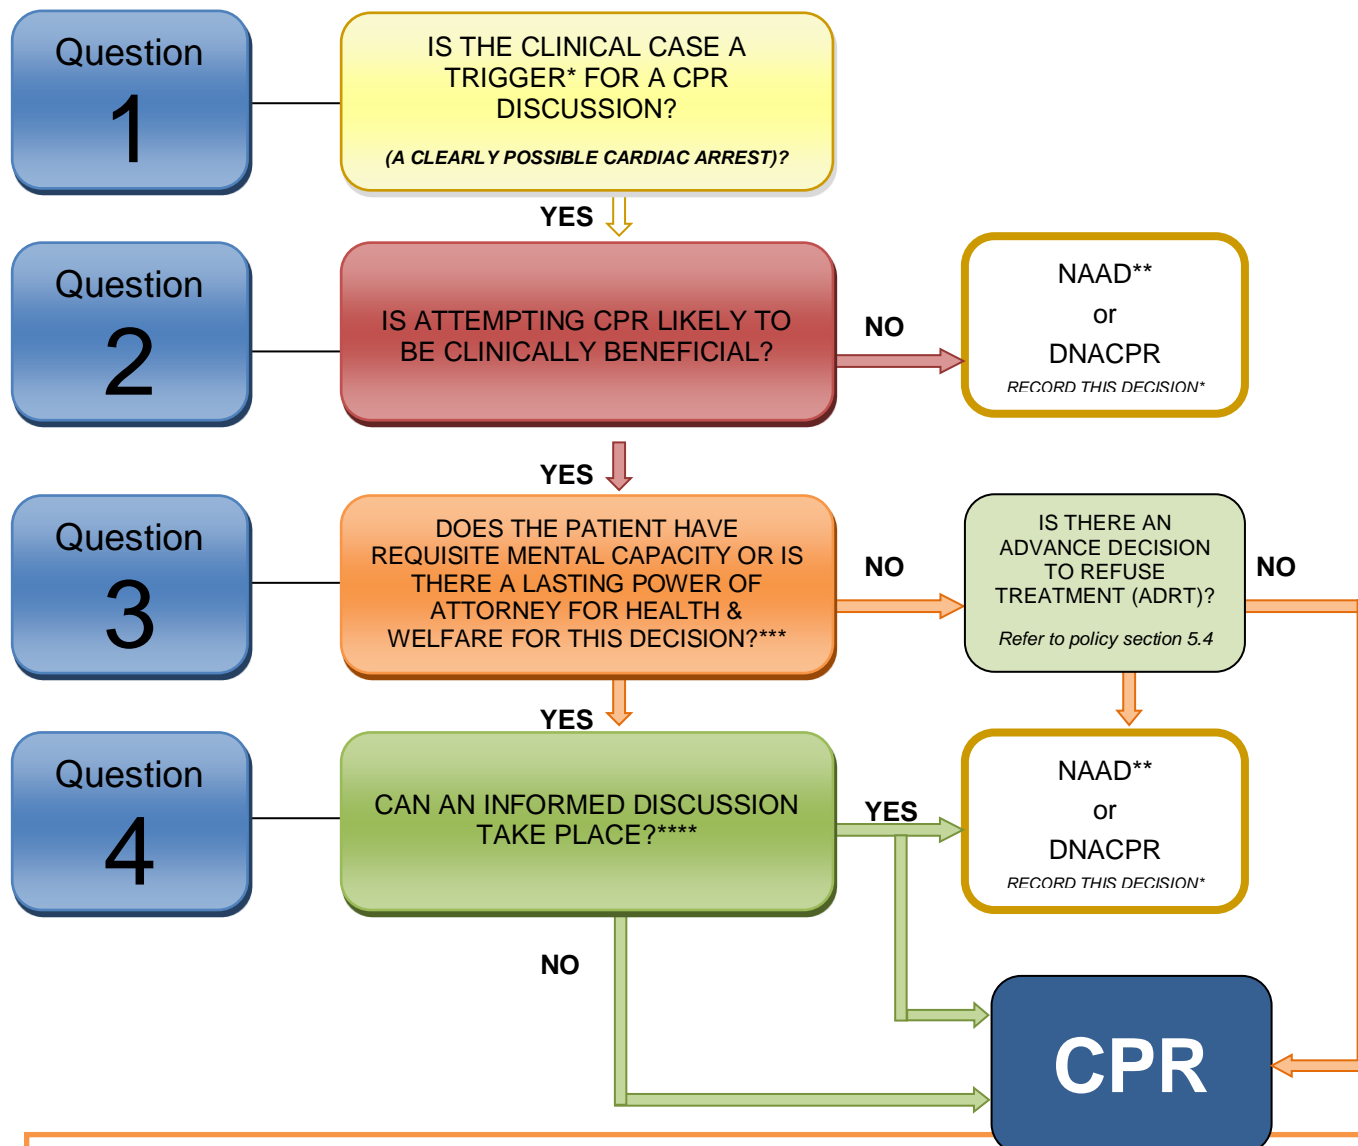 Question
1
IS THE CLINICAL CASE A
TRIGGER* FOR A CPR
DISCUSSION?
(A CLEARLY POSSIBLE CARDIAC ARREST)?
YES
Question
2
IS ATTEMPTING CPR LIKELY TO
BE CLINICALLY BENEFICIAL?
NO
NAAD**
or
DNACPR
RECORD THIS DECISION*
YES
Question
3
DOES THE PATIENT HAVE
REQUISITE MENTAL CAPACITY OR IS
THERE A LASTING POWER OF
ATTORNEY FOR HEALTH &
WELFARE FOR THIS DECISION?***
NO
IS THERE AN
ADVANCE DECISION
TO REFUSE
TREATMENT (ADRT)?
Refer to policy section 5.4
NO
YES
Question
4
CAN AN INFORMED DISCUSSION
TAKE PLACE?****
YES
NAAD**
or
DNACPR
RECORD THIS DECISION*
NO
CPR